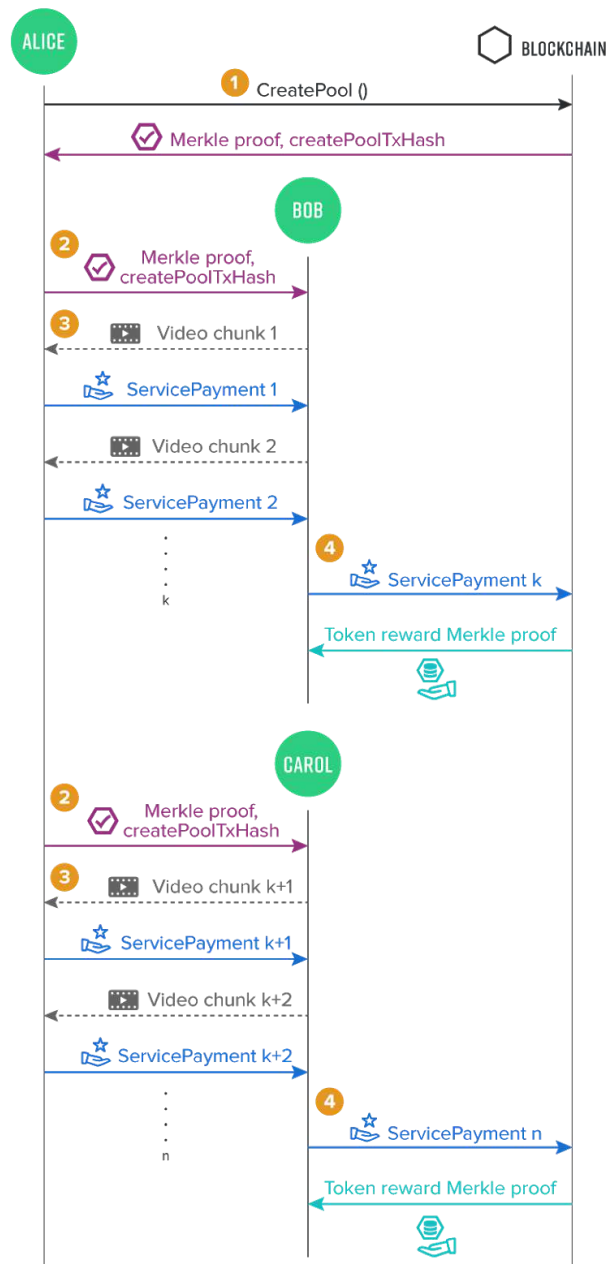 ALICE
BLOCKCHAIN
1
CreatePool ()
Merkle proof, createPoolTxHash
BOB
2
Merkle proof,
createPoolTxHash
3
Video chunk 1
ServicePayment 1
Video chunk 2
ServicePayment 2
k
4
ServicePayment k
Token reward Merkle proof
CAROL
2
Merkle proof,
createPoolTxHash
3
Video chunk k+1
ServicePayment k+1
Video chunk k+2
ServicePayment k+2
n
4
ServicePayment n
Token reward Merkle proof